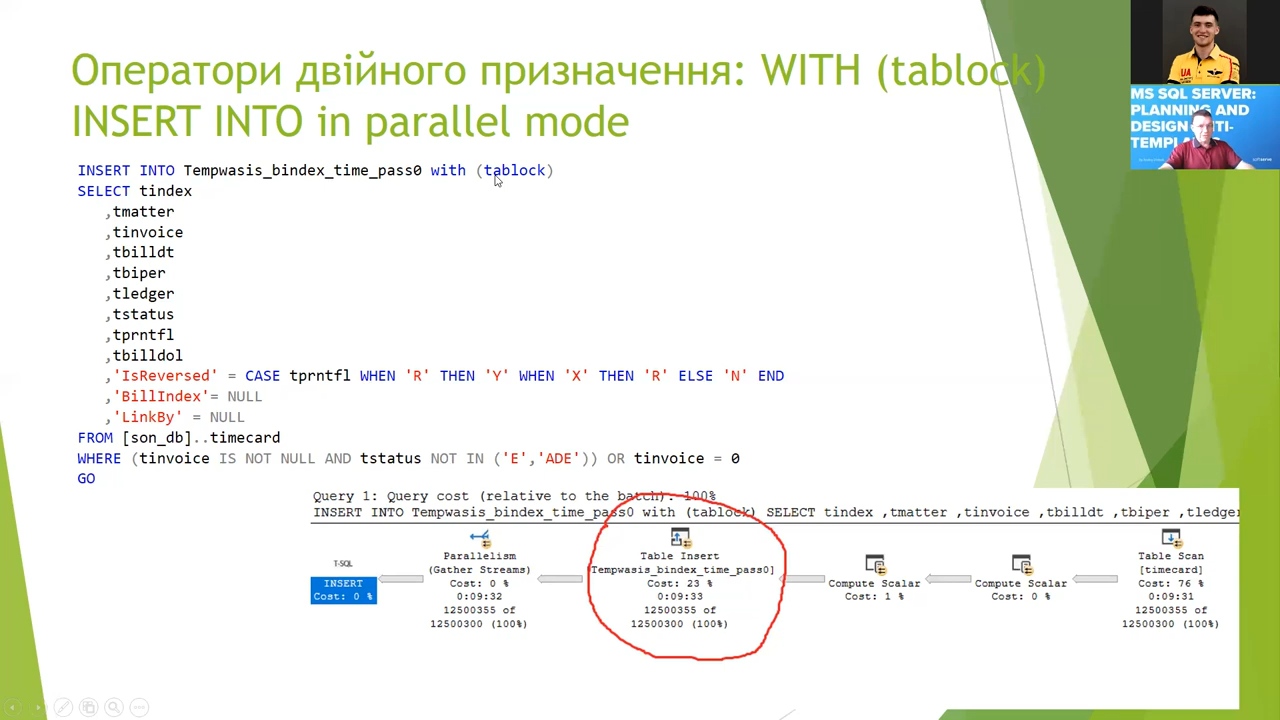 Оператори двійного призначення: WITH (tablock)
INSERT INTO in parallel mode
INSERT INTO Tempwasis_bindex_time_pass0 with (tablock)
SELECT tindex
,tmatter
,tinvoice
,tbilldt
,tbiper
,tledger
,tstatus
,tprntfl
,tbilldol
,'IsReversed' = CASE tprntfl WHEN 'R' THEN 'Y' WHEN 'X' THEN 'R' ELSE 'N' END
,'BillIndex'= NULL
,'LinkBy' = NULL
FROM [son_db]..timecard
WHERE (tinvoice IS NOT NULL AND tstatus NOT IN ('E','ADE')) OR tinvoice = 0
GO
Query 1: Query cost (relative to the batch): 100%
INSERT INTO Tempwasis_bindex_time_pass0 with (tablock) SELECT tindex ,tmatter ,tinvoice ,tbilldt ,tbiper ,tledger
T-SQL
INSERT
Cost: 0 %
Parallelism
(Gather Streams)
Cost: 0 %
0:09:32
12500355 of
12500300 (100%)
Table Insert
[Tempwasis_bindex_time_pass0]
Cost: 23 %
0:09:33
12500355 of
12500300 (100%)
Compute Scalar
Cost: 1 %
Compute Scalar
Cost: 0 %
Table Scan
[timecard]
Cost: 76 %
0:09:31
12500355 of
12500300 (100%)
UA
MS SQL SERVER:
PLANNING AND
DESIGN